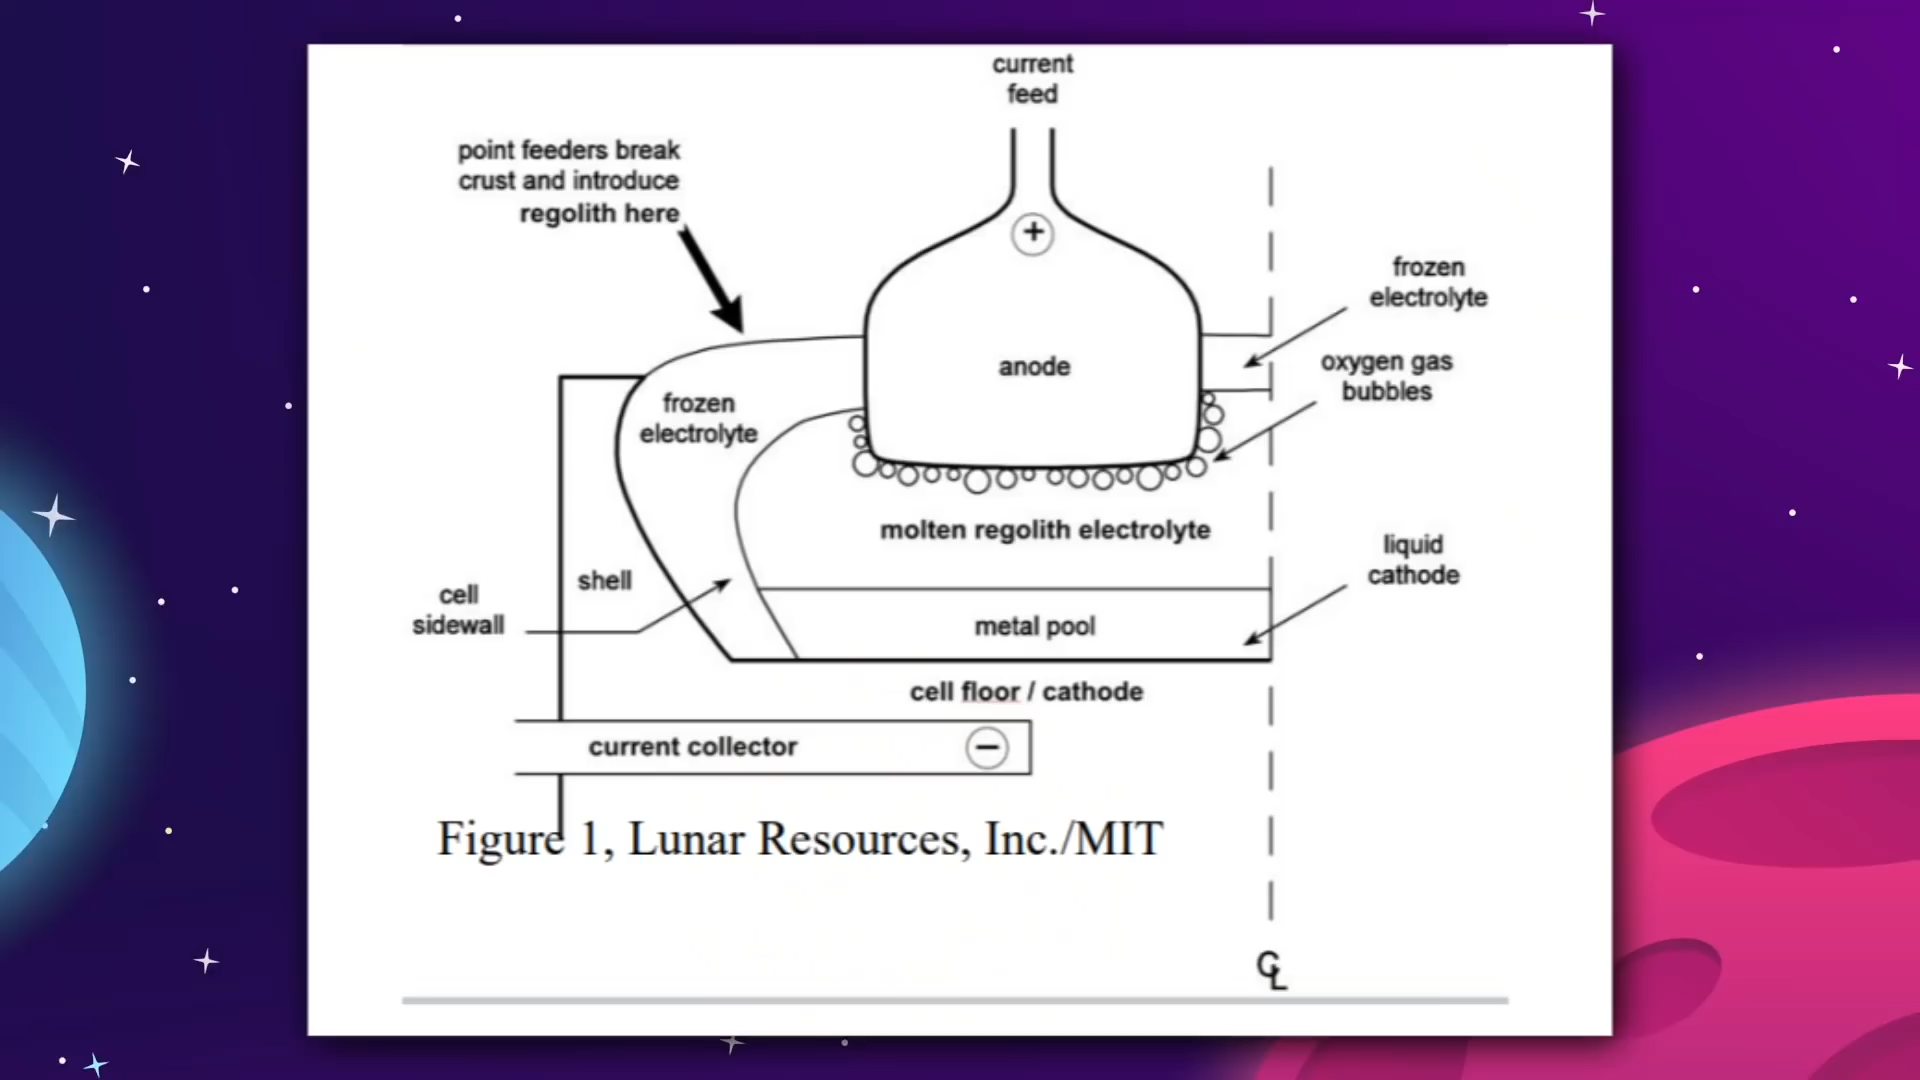 current
feed
point feeders break
crust and introduce
regolith here
+
frozen
electrolyte
oxygen gas
bubbles
anode
frozen
electrolyte
molten regolith electrolyte
liquid
cathode
shell
cell
sidewall
metal pool
cell floor / cathode
current collector
−
Figure 1, Lunar Resources, Inc./MIT
℄